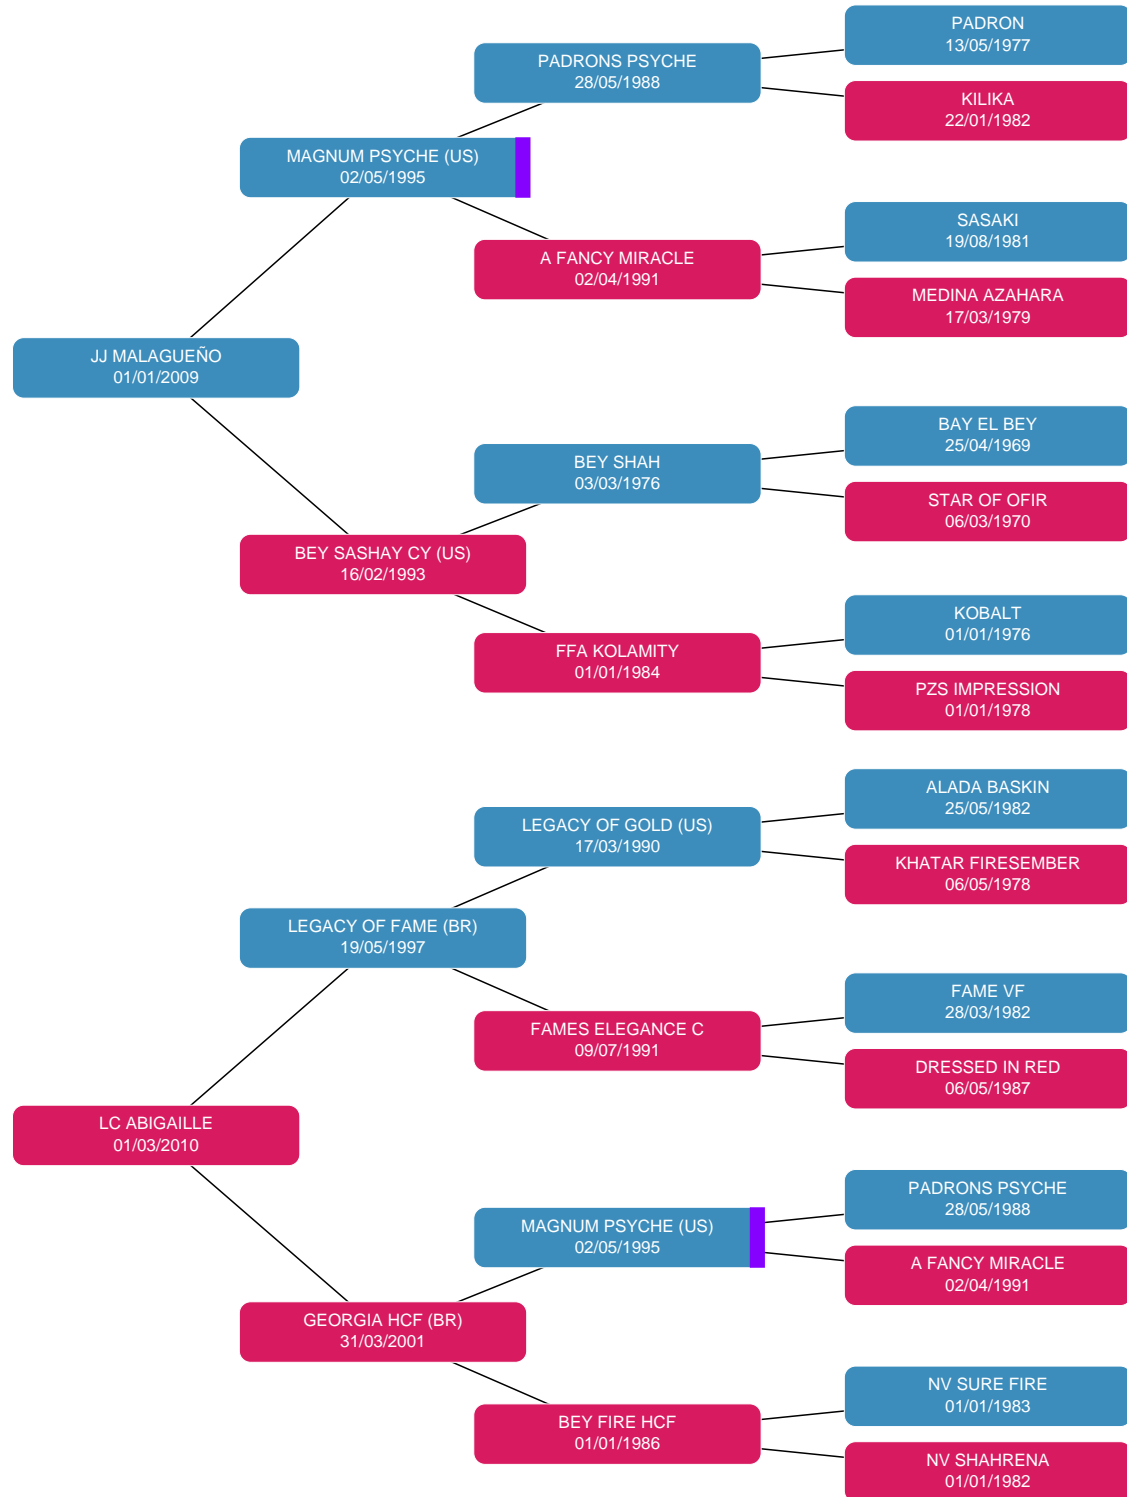 PADRON
13/05/1977
PADRONS PSYCHE
28/05/1988
KILIKA
22/01/1982
MAGNUM PSYCHE (US)
02/05/1995
SASAKI
19/08/1981
A FANCY MIRACLE
02/04/1991
MEDINA AZAHARA
17/03/1979
JJ MALAGUEÑO
01/01/2009
BAY EL BEY
25/04/1969
BEY SHAH
03/03/1976
STAR OF OFIR
06/03/1970
BEY SASHAY CY (US)
16/02/1993
KOBALT
01/01/1976
FFA KOLAMITY
01/01/1984
PZS IMPRESSION
01/01/1978
ALADA BASKIN
25/05/1982
LEGACY OF GOLD (US)
17/03/1990
KHATAR FIRESEMBER
06/05/1978
LEGACY OF FAME (BR)
19/05/1997
FAME VF
28/03/1982
FAMES ELEGANCE C
09/07/1991
DRESSED IN RED
06/05/1987
LC ABIGAILLE
01/03/2010
PADRONS PSYCHE
28/05/1988
MAGNUM PSYCHE (US)
02/05/1995
A FANCY MIRACLE
02/04/1991
GEORGIA HCF (BR)
31/03/2001
NV SURE FIRE
01/01/1983
BEY FIRE HCF
01/01/1986
NV SHAHRENA
01/01/1982